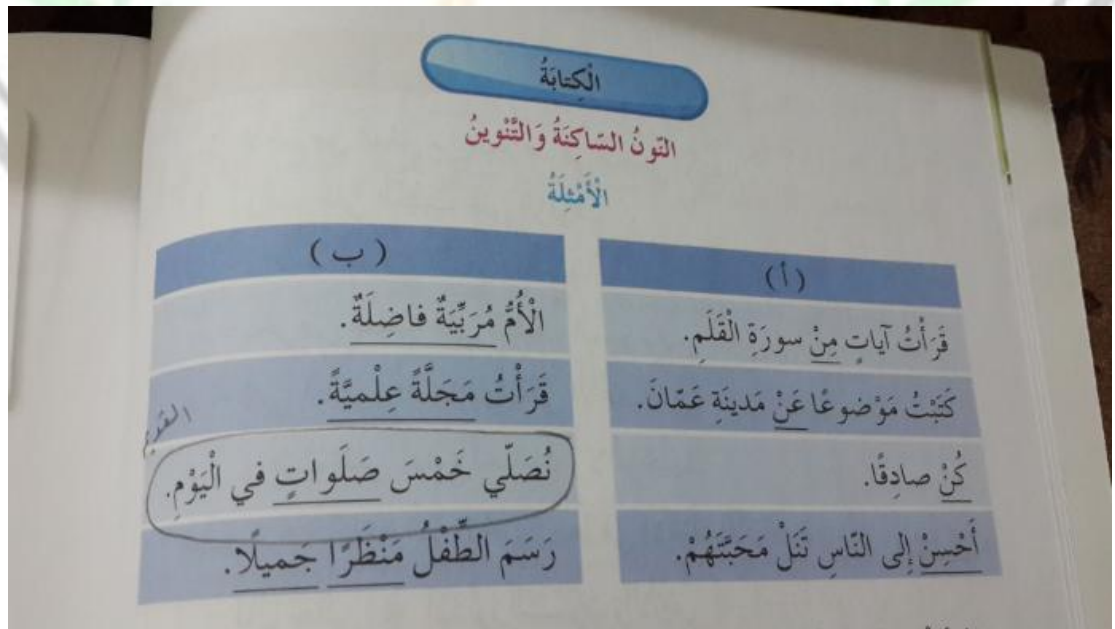 الْكِتابَةُ
النّونُ السّاكِنَةُ وَالتَّنْوينُ
الْأَمْثِلَةُ
( أ )
( ب )
قَرَأْتُ آياتٍ مِنْ سورَةِ الْقَلَمِ.
الْأُمُّ مُرَبِّيَةٌ فاضِلَةٌ.
كَتَبْتُ مَوْضوعًا عَنْ مَدينَةِ عَمّانَ.
قَرَأْتُ مَجَلَّةً عِلْميَّةً.
كُنْ صادِقًا.
نُصَلّي خَمْسَ صَلَواتٍ في الْيَوْمِ.
أَحْسِنْ إِلى النّاسِ تَنَلْ مَحَبَّتَهُمْ.
رَسَمَ الطِّفْلُ مَنْظَرًا جَميلًا.